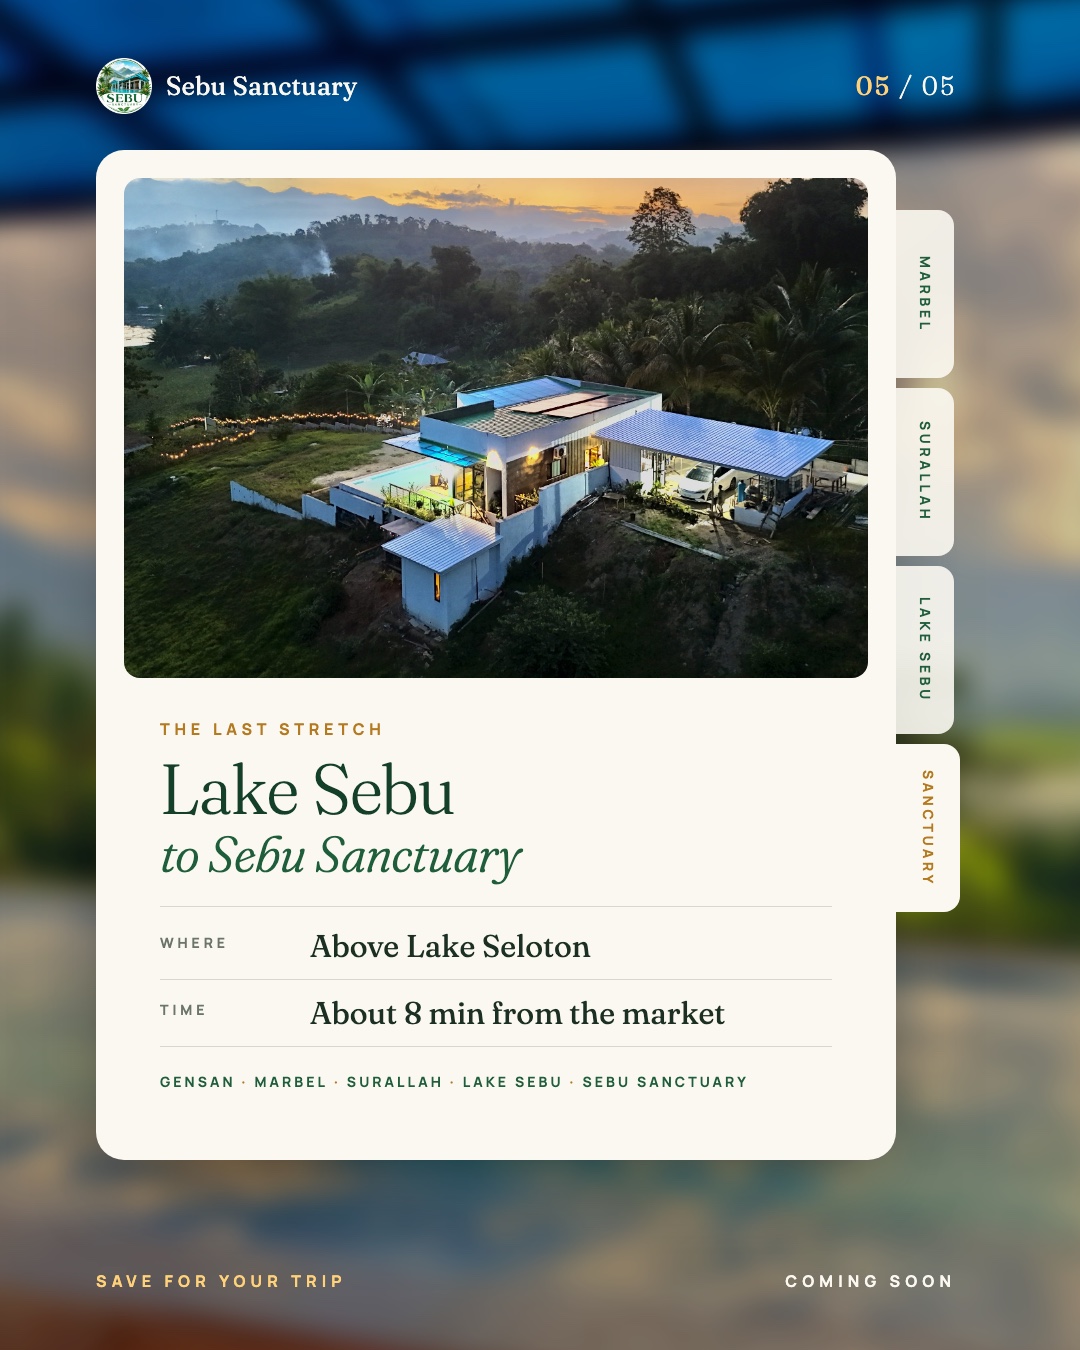 SEBU
Sebu Sanctuary
05 / 05
MARBEL
SURALLAH
LAKE SEBU
SANCTUARY
THE LAST STRETCH
Lake Sebu
to Sebu Sanctuary
WHERE
Above Lake Seloton
TIME
About 8 min from the market
GENSAN · MARBEL · SURALLAH · LAKE SEBU · SEBU SANCTUARY
SAVE FOR YOUR TRIP
COMING SOON